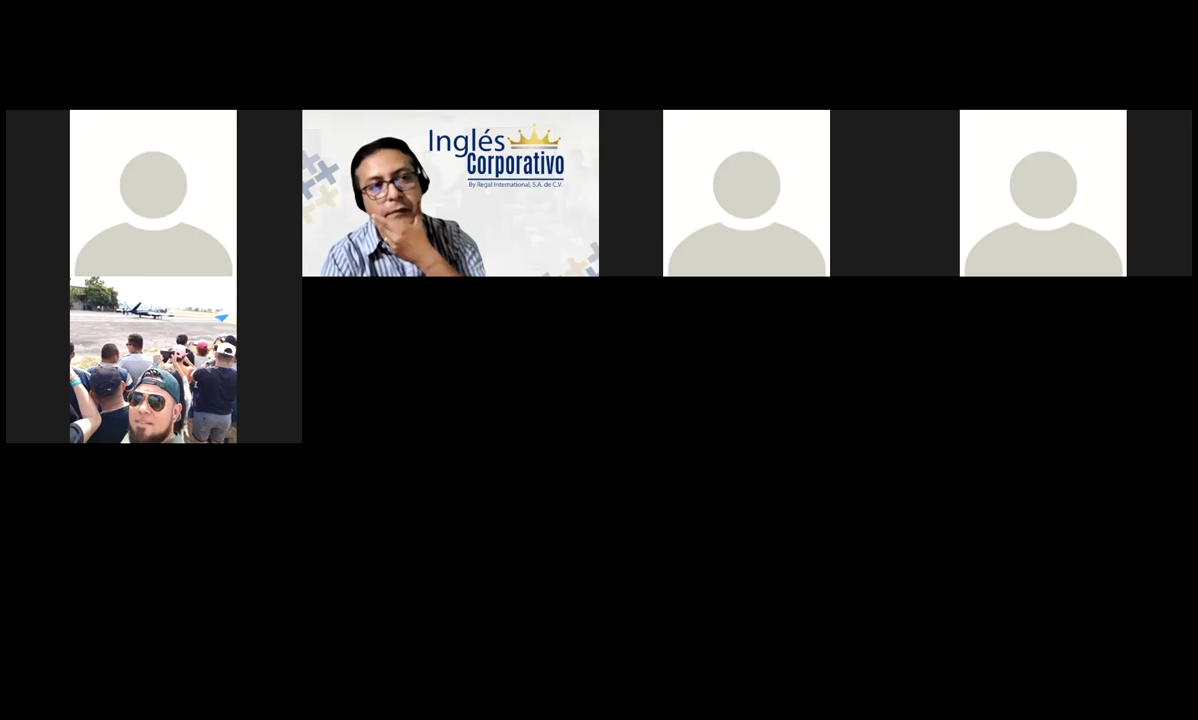 Inglés
Corporativo
By Regal International, S.A. de C.V.